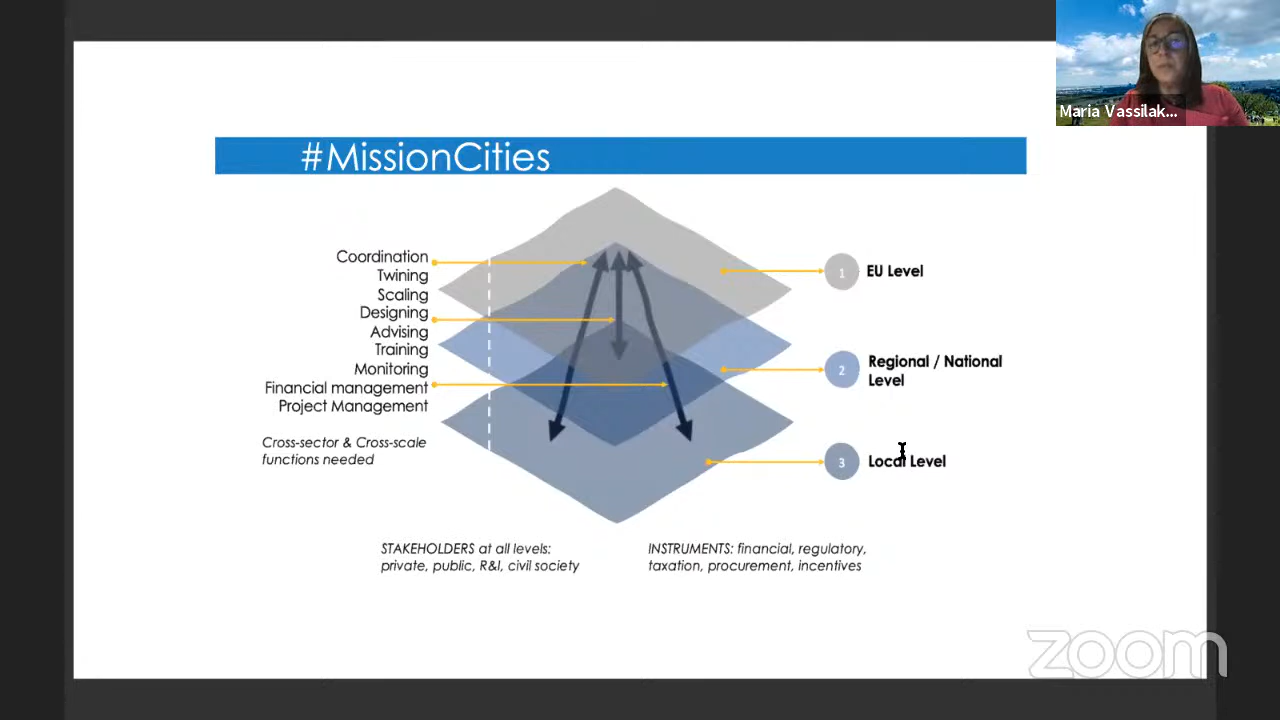 Maria Vassilak...
#MissionCities
Coordination
Twining
Scaling
Designing
Advising
Training
Monitoring
Financial management
Project Management
Cross-sector & Cross-scale
functions needed
1
EU Level
2
Regional / National
Level
3
Local Level
STAKEHOLDERS at all levels:
private, public, R&I, civil society
INSTRUMENTS: financial, regulatory,
taxation, procurement, incentives
zoom